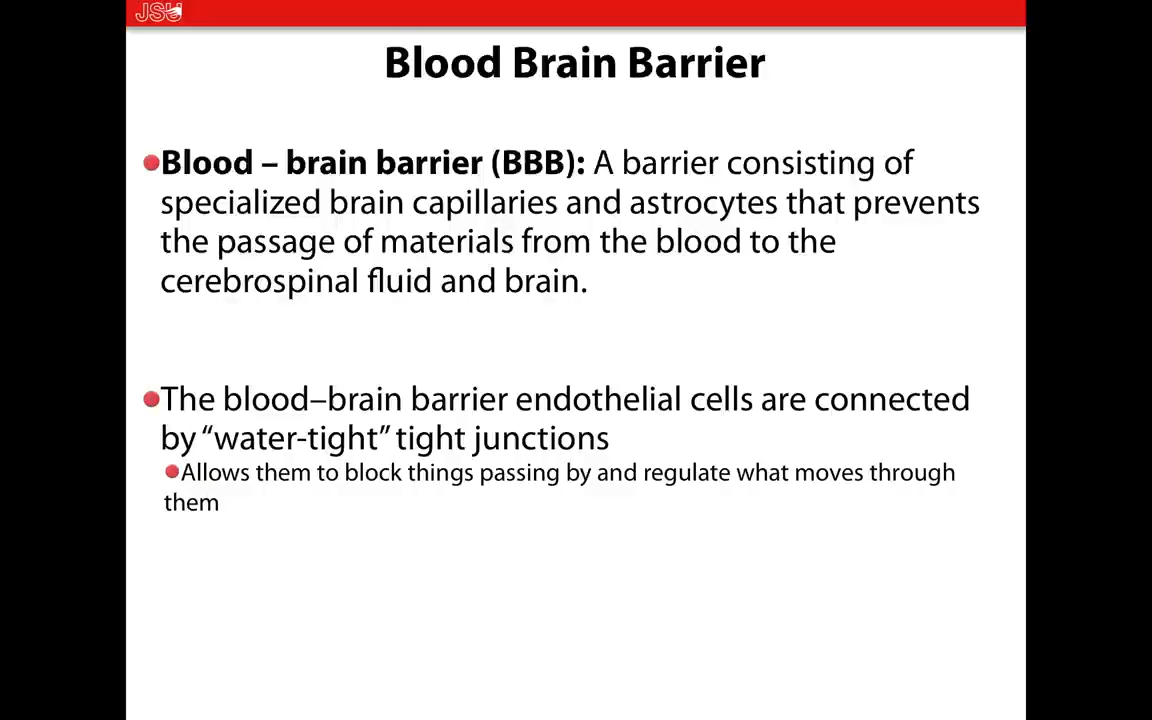 JSU
Blood Brain Barrier
Blood – brain barrier (BBB): A barrier consisting of
specialized brain capillaries and astrocytes that prevents
the passage of materials from the blood to the
cerebrospinal fluid and brain.
The blood–brain barrier endothelial cells are connected
by “water-tight” tight junctions
Allows them to block things passing by and regulate what moves through
them